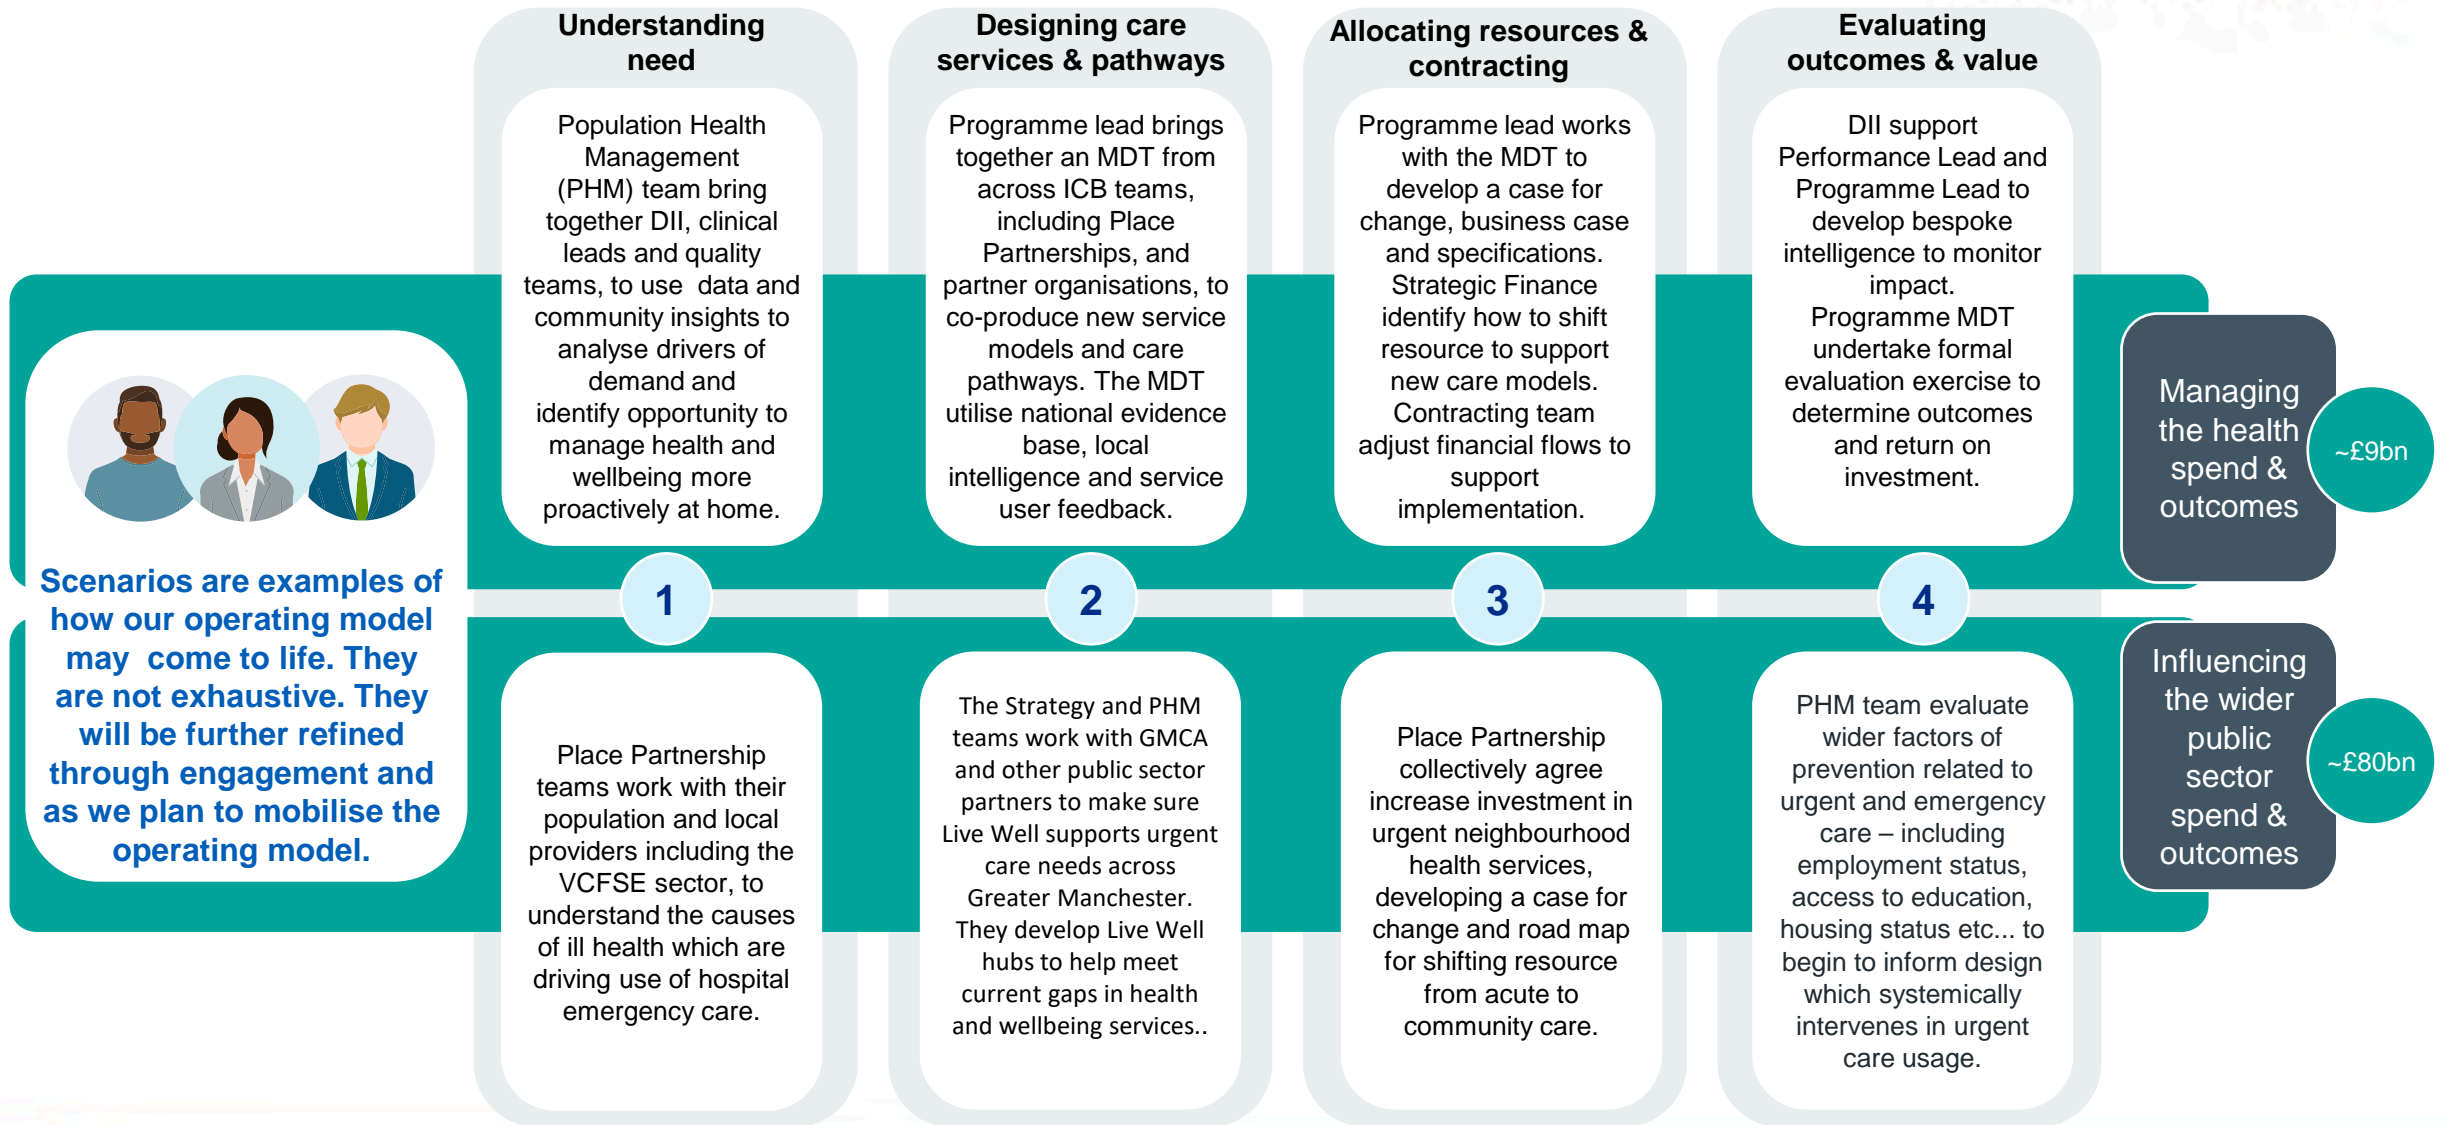 Understanding
need
Population Health
Management
(PHM) team bring
together DII, clinical
leads and quality
teams, to use  data and
community insights to
analyse drivers of
demand and
identify opportunity to
manage health and
wellbeing more
proactively at home.
Designing care
services & pathways
Programme lead brings
together an MDT from
across ICB teams,
including Place
Partnerships, and
partner organisations, to
co-produce new service
models and care
pathways. The MDT
utilise national evidence
base, local
intelligence and service
user feedback.
Allocating resources &
contracting
Programme lead works
with the MDT to
develop a case for
change, business case
and specifications.
Strategic Finance
identify how to shift
resource to support
new care models.
Contracting team
adjust financial flows to
support
implementation.
Evaluating
outcomes & value
DII support
Performance Lead and
Programme Lead to
develop bespoke
intelligence to monitor
impact.
Programme MDT
undertake formal
evaluation exercise to
determine outcomes
and return on
investment.
Managing
the health
spend &
outcomes
~£9bn
Scenarios are examples of
how our operating model
may  come to life. They
are not exhaustive. They
will be further refined
through engagement and
as we plan to mobilise the
operating model.
1
2
3
4
Place Partnership
teams work with their
population and local
providers including the
VCFSE sector, to
understand the causes
of ill health which are
driving use of hospital
emergency care.
The Strategy and PHM
teams work with GMCA
and other public sector
partners to make sure
Live Well supports urgent
care needs across
Greater Manchester.
They develop Live Well
hubs to help meet
current gaps in health
and wellbeing services..
Place Partnership
collectively agree
increase investment in
urgent neighbourhood
health services,
developing a case for
change and road map
for shifting resource
from acute to
community care.
PHM team evaluate
wider factors of
prevention related to
urgent and emergency
care – including
employment status,
access to education,
housing status etc... to
begin to inform design
which systemically
intervenes in urgent
care usage.
Influencing
the wider
public
sector
spend &
outcomes
~£80bn